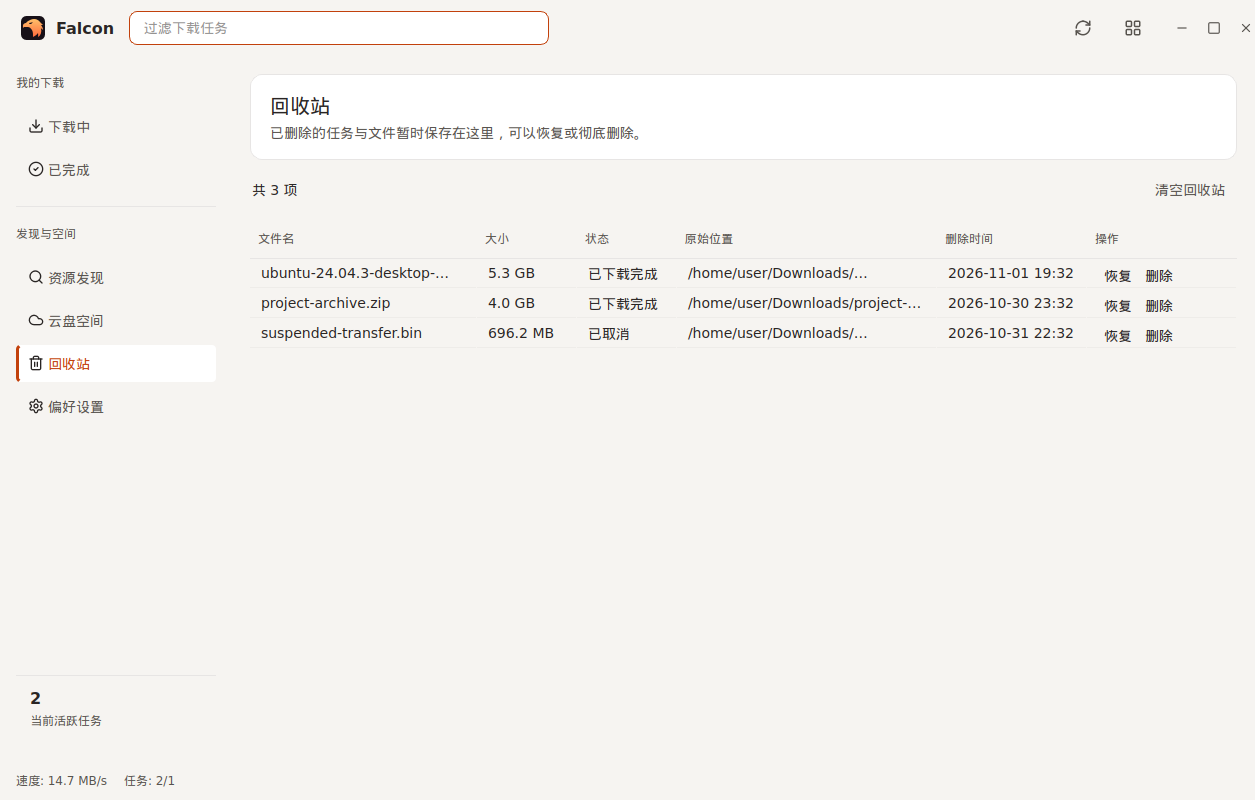 Falcon
过滤下载任务
我的下载
下载中
已完成
发现与空间
资源发现
云盘空间
回收站
偏好设置
2
当前活跃任务
速度: 14.7 MB/s 任务: 2/1
回收站
已删除的任务与文件暂时保存在这里，可以恢复或彻底删除。
共 3 项 清空回收站
文件名 大小 状态 原始位置 删除时间 操作
ubuntu-24.04.3-desktop-… 5.3 GB 已下载完成 /home/user/Downloads/… 2026-11-01 19:32 恢复 删除
project-archive.zip 4.0 GB 已下载完成 /home/user/Downloads/project-… 2026-10-30 23:32 恢复 删除
suspended-transfer.bin 696.2 MB 已取消 /home/user/Downloads/… 2026-10-31 22:32 恢复 删除